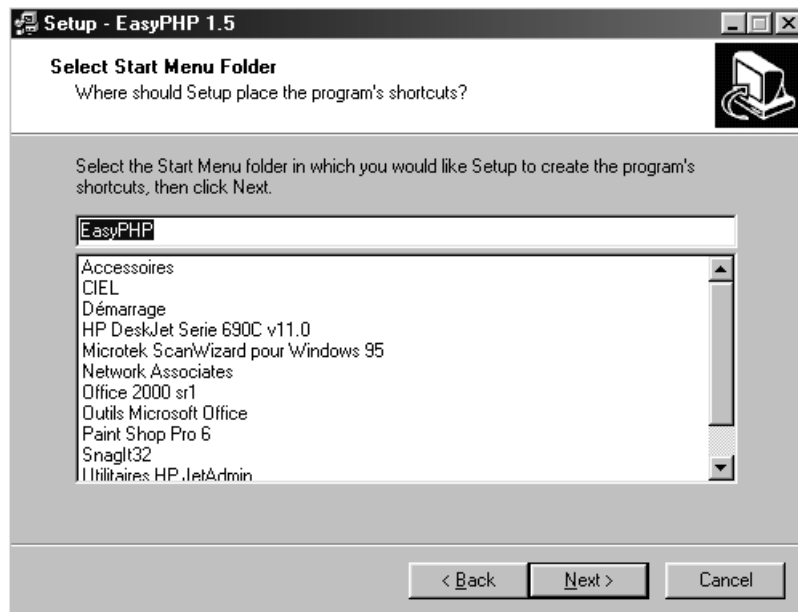 Setup - EasyPHP 1.5
Select Start Menu Folder
Where should Setup place the program's shortcuts?
Select the Start Menu folder in which you would like Setup to create the program's
shortcuts, then click Next.
EasyPHP
Accessoires
CIEL
Démarrage
HP DeskJet Serie 690C v11.0
Microtek ScanWizard pour Windows 95
Network Associates
Office 2000 sr1
Outils Microsoft Office
Paint Shop Pro 6
SnagIt32
Utilitaires HP JetAdmin
< Back
Next >
Cancel